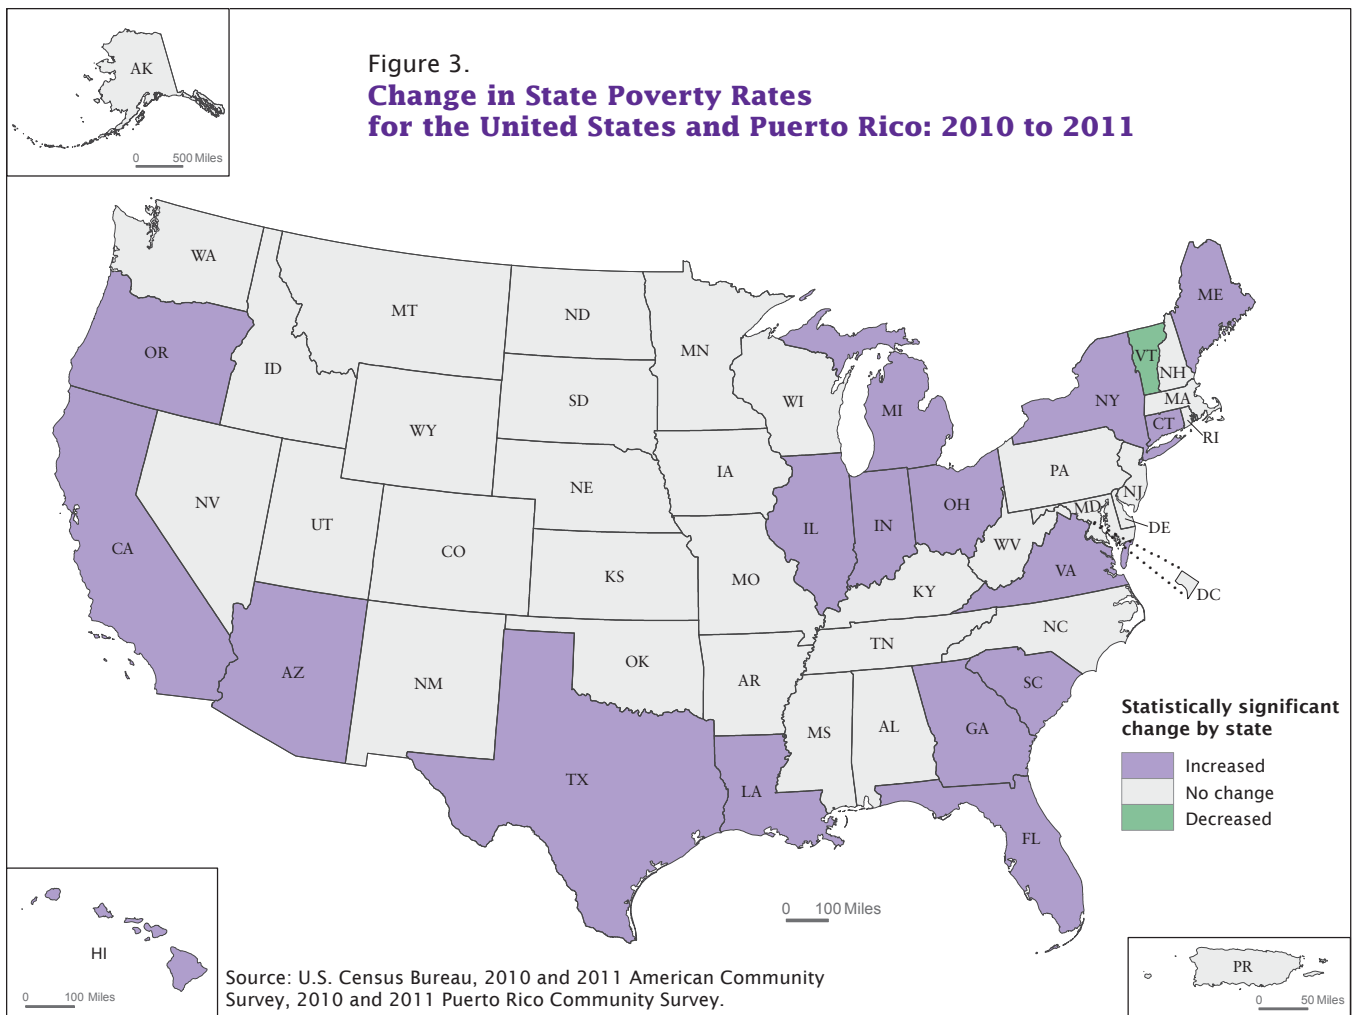 AK
0 500 Miles
Figure 3.
Change in State Poverty Rates
for the United States and Puerto Rico: 2010 to 2011
WA
MT
ND
MN
ME
OR
ID
SD
WI
MI
VT
NH
NY
MA
CT
RI
WY
IA
PA
NJ
NV
UT
NE
IL
IN
OH
MD
DE
CA
CO
KS
MO
WV
KY
VA
DC
AZ
NM
OK
AR
TN
NC
SC
MS
AL
GA
TX
LA
FL
Statistically significant
change by state
Increased
No change
Decreased
0 100 Miles
HI
0 100 Miles
Source: U.S. Census Bureau, 2010 and 2011 American Community
Survey, 2010 and 2011 Puerto Rico Community Survey.
PR
0 50 Miles